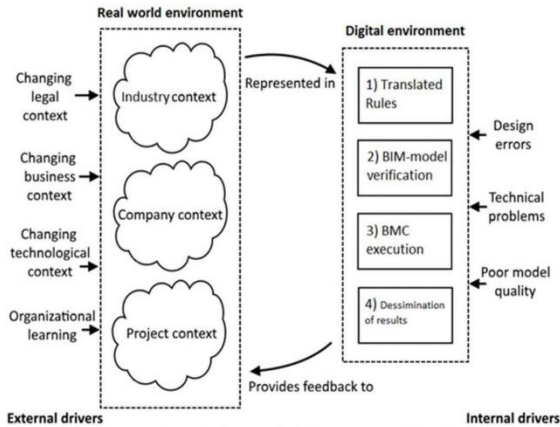 Real world environment
Digital environment
Changing
legal
context
Changing
business
context
Changing
technological
context
Organizational
learning
Industry context
Company context
Project context
Represented in
Provides feedback to
1) Translated
Rules
2) BIM-model
verification
3) BMC
execution
4) Dessimination
of results
Design
errors
Technical
problems
Poor model
quality
External drivers
Internal drivers